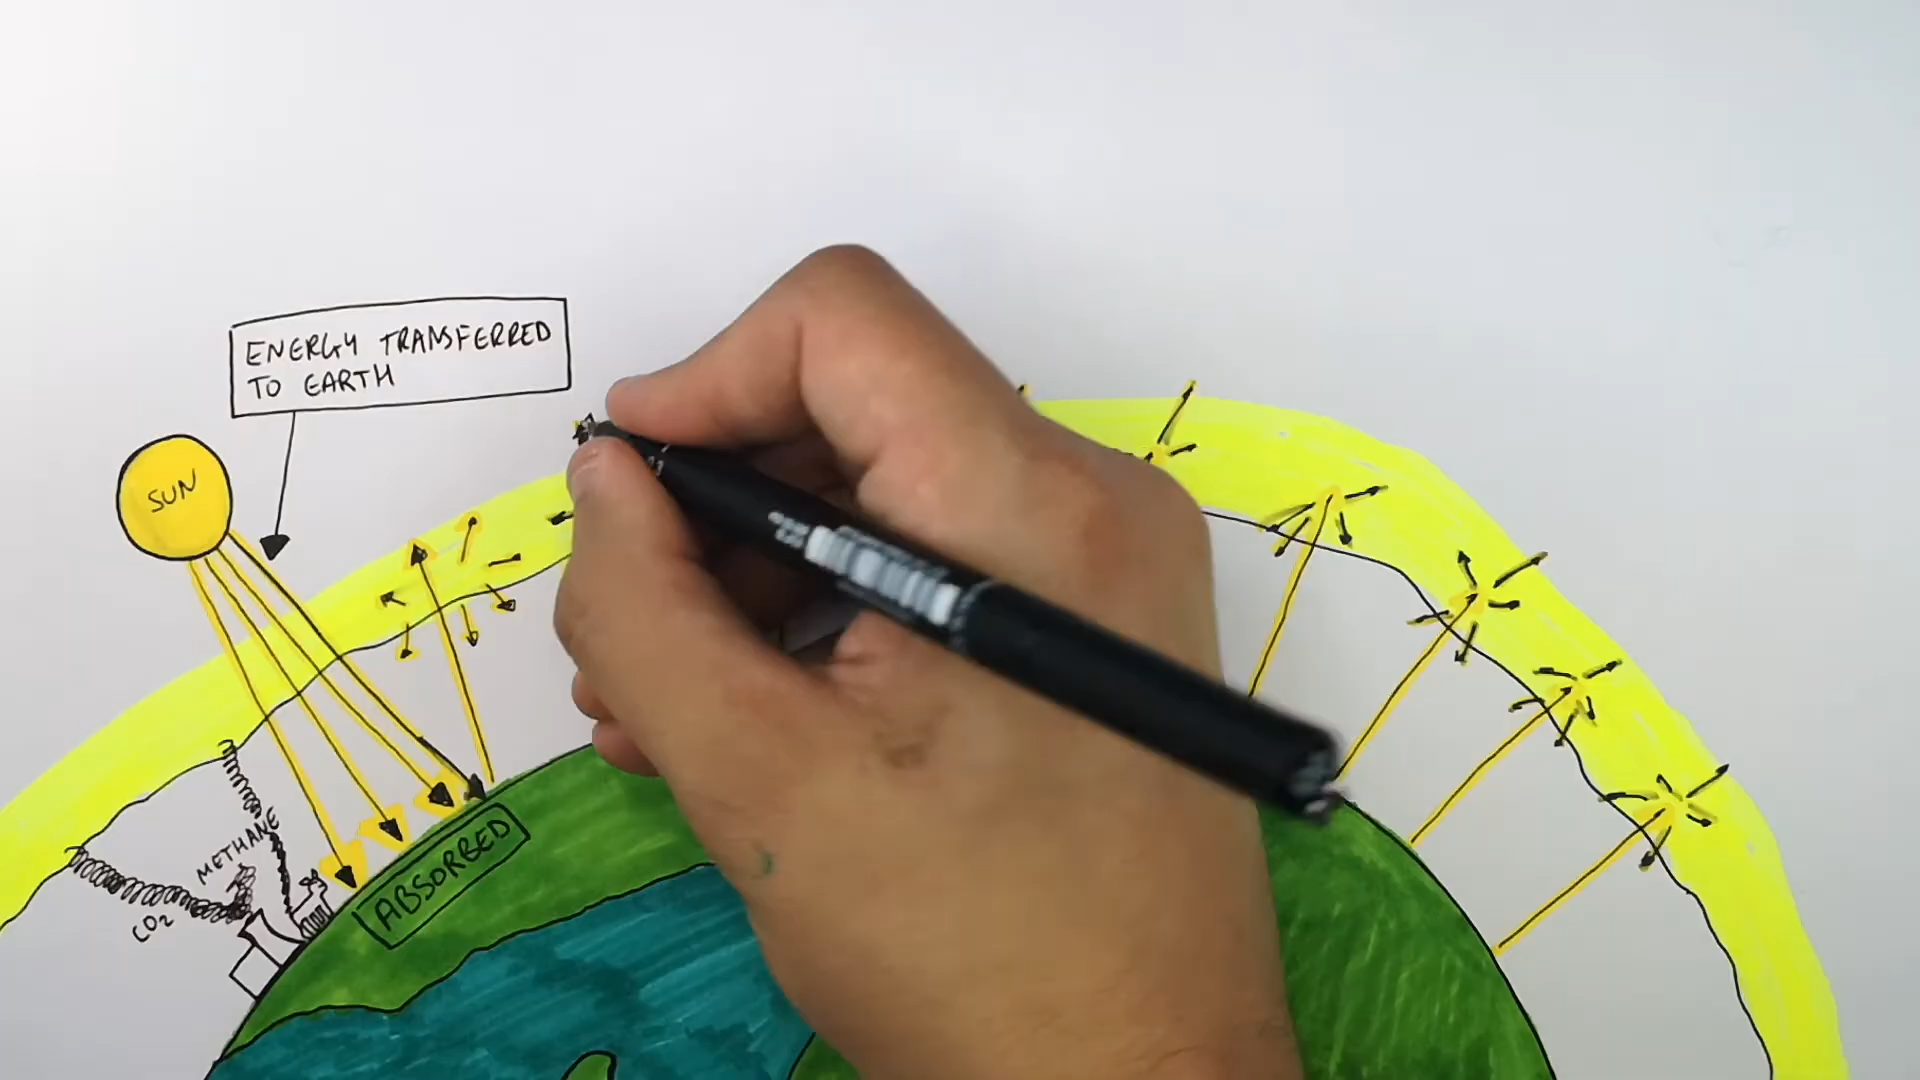 ENERGY TRANSFERRED
TO EARTH
SUN
METHANE
CO2
ABSORBED